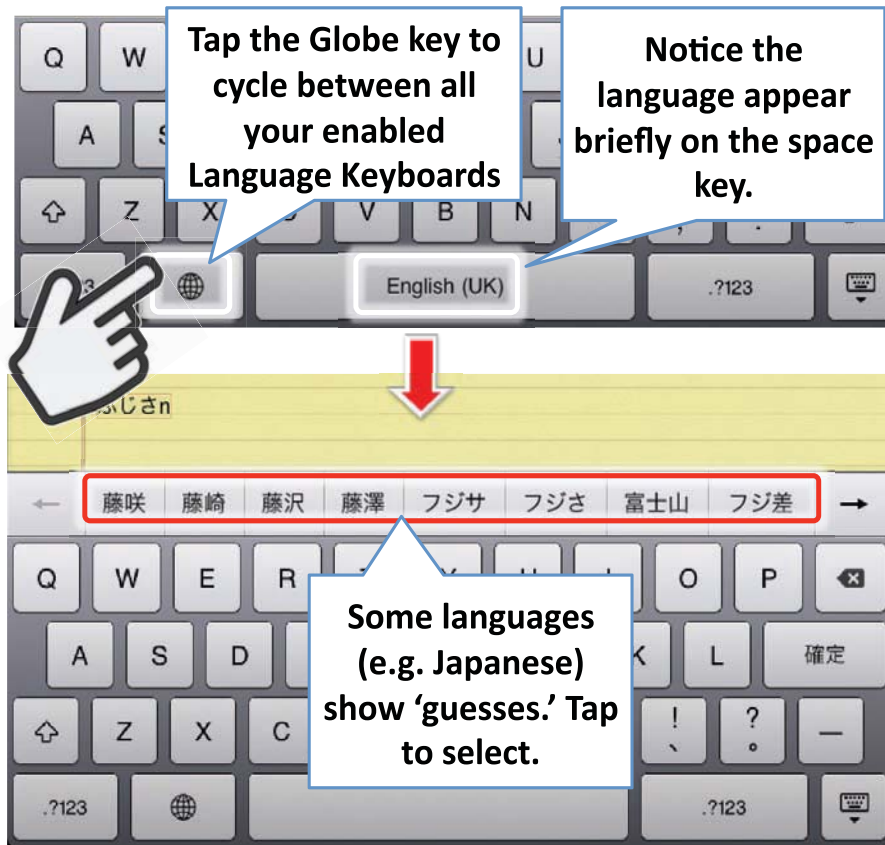 Q W U
Tap the Globe key to
cycle between all
your enabled
Language Keyboards
Notice the
language appear
briefly on the space
key.
A
Z X V B N
English (UK) .?123
ふじさn
藤咲 藤崎 藤沢 藤澤 フジサ フジさ 富士山 フジ差
Q W E R O P
A S D K L 確定
Some languages
(e.g. Japanese)
show ‘guesses.’ Tap
to select.
Z X C ! 、 ? 。 —
.?123 .?123